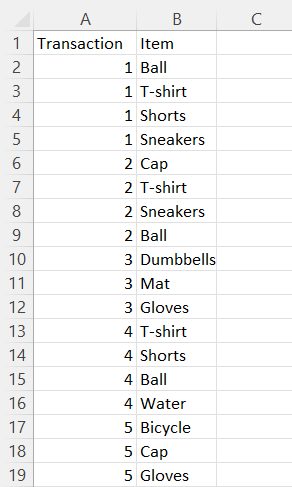 A B C
1 Transaction Item
2 1 Ball
3 1 T-shirt
4 1 Shorts
5 1 Sneakers
6 2 Cap
7 2 T-shirt
8 2 Sneakers
9 2 Ball
10 3 Dumbbells
11 3 Mat
12 3 Gloves
13 4 T-shirt
14 4 Shorts
15 4 Ball
16 4 Water
17 5 Bicycle
18 5 Cap
19 5 Gloves